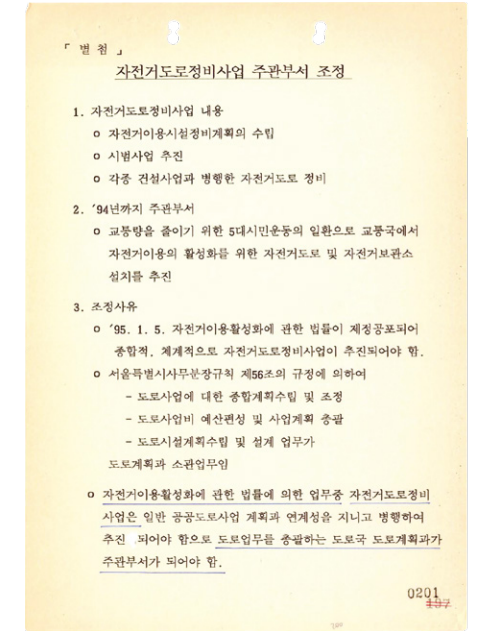 「 별 첨 」
자전거도로정비사업 주관부서 조정
1. 자전거도로정비사업 내용
o 자전거이용시설정비계획의 수립
o 시범사업 추진
o 각종 건설사업과 병행한 자전거도로 정비
2. '94년까지 주관부서
o 교통량을 줄이기 위한 5대시민운동의 일환으로 교통국에서
자전거이용의 활성화를 위한 자전거도로 및 자전거보관소
설치를 추진
3. 조정사유
o '95. 1. 5. 자전거이용활성화에 관한 법률이 제정공포되어
종합적, 체계적으로 자전거도로정비사업이 추진되어야 함.
o 서울특별시사무분장규칙 제56조의 규정에 의하여
- 도로사업에 대한 종합계획수립 및 조정
- 도로사업비 예산편성 및 사업계획 총괄
- 도로시설계획수립 및 설계 업무가
도로계획과 소관업무임
o 자전거이용활성화에 관한 법률에 의한 업무중 자전거도로정비
사업은 일반 공공도로사업 계획과 연계성을 지니고 병행하여
추진 되어야 함으로 도로업무를 총괄하는 도로국 도로계획과가
주관부서가 되어야 함.
0201
197